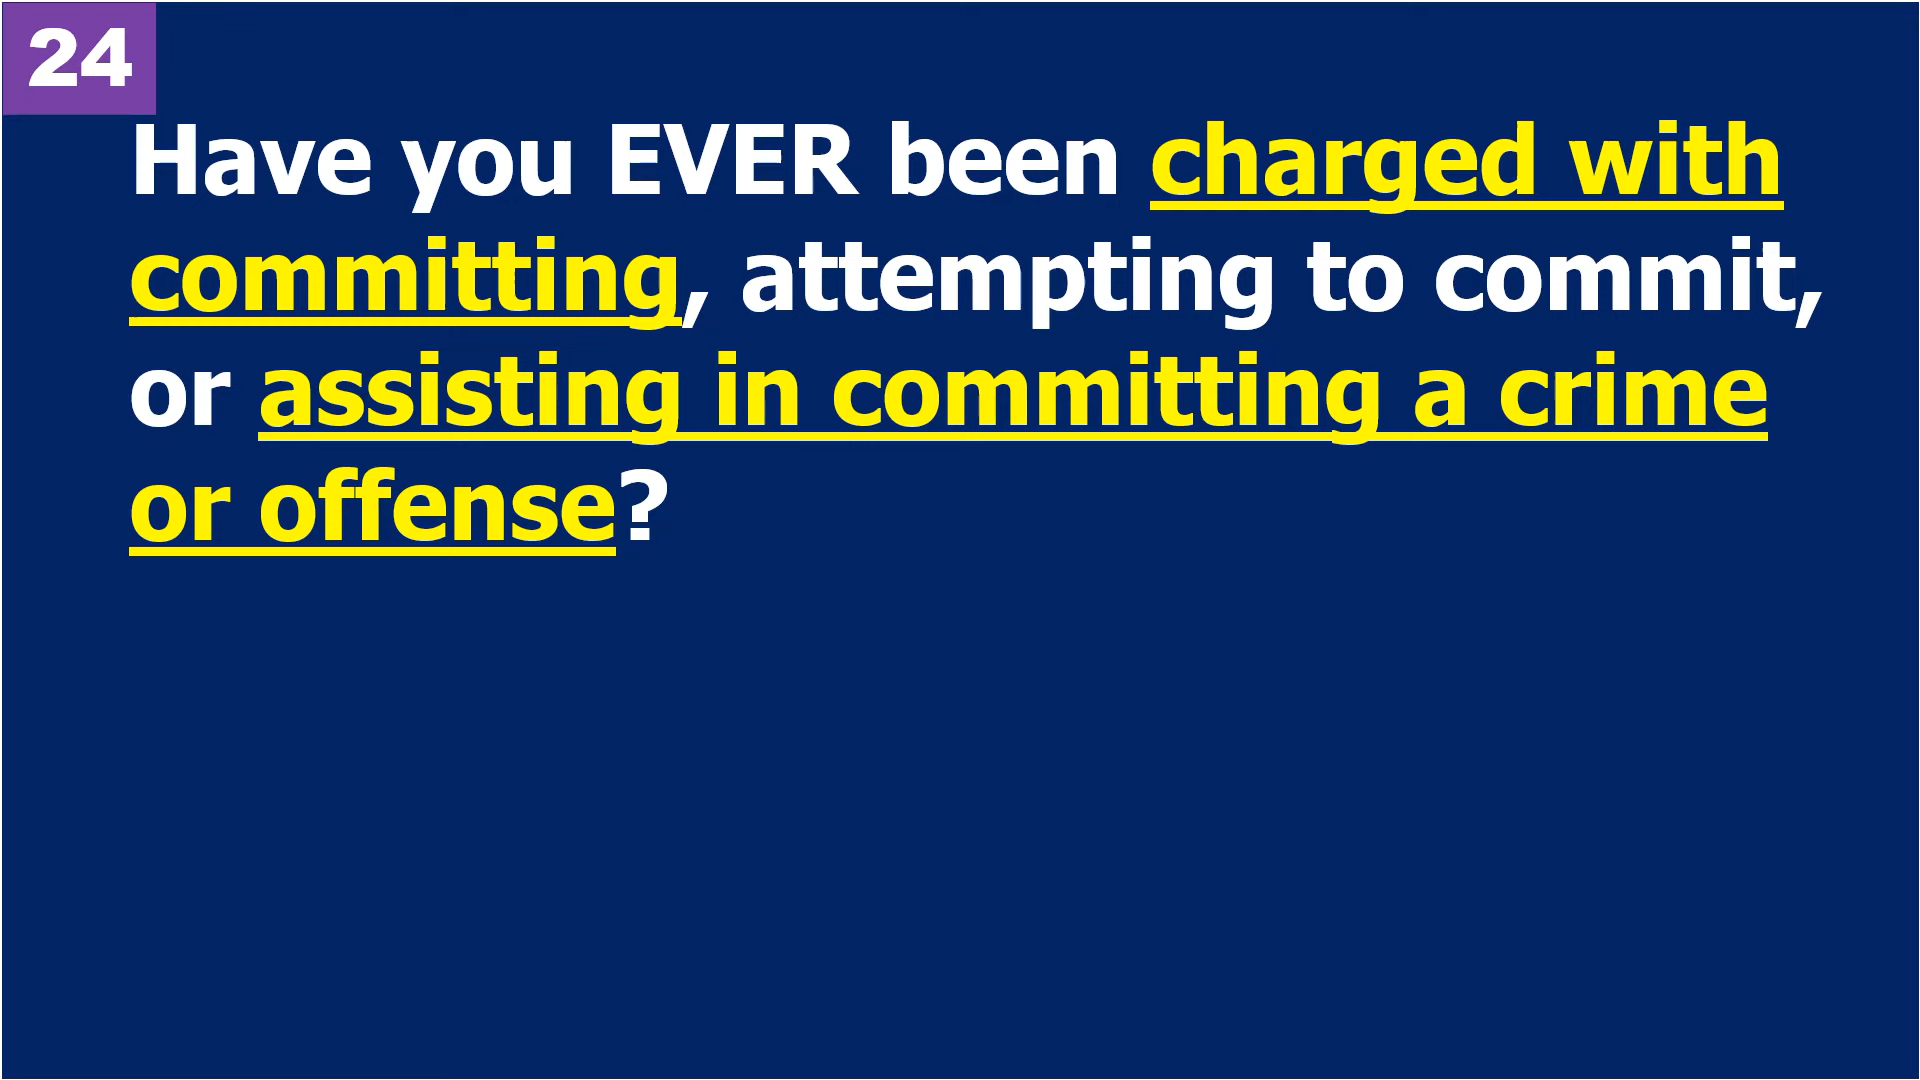 24
Have you EVER been charged with
committing, attempting to commit,
or assisting in committing a crime
or offense?